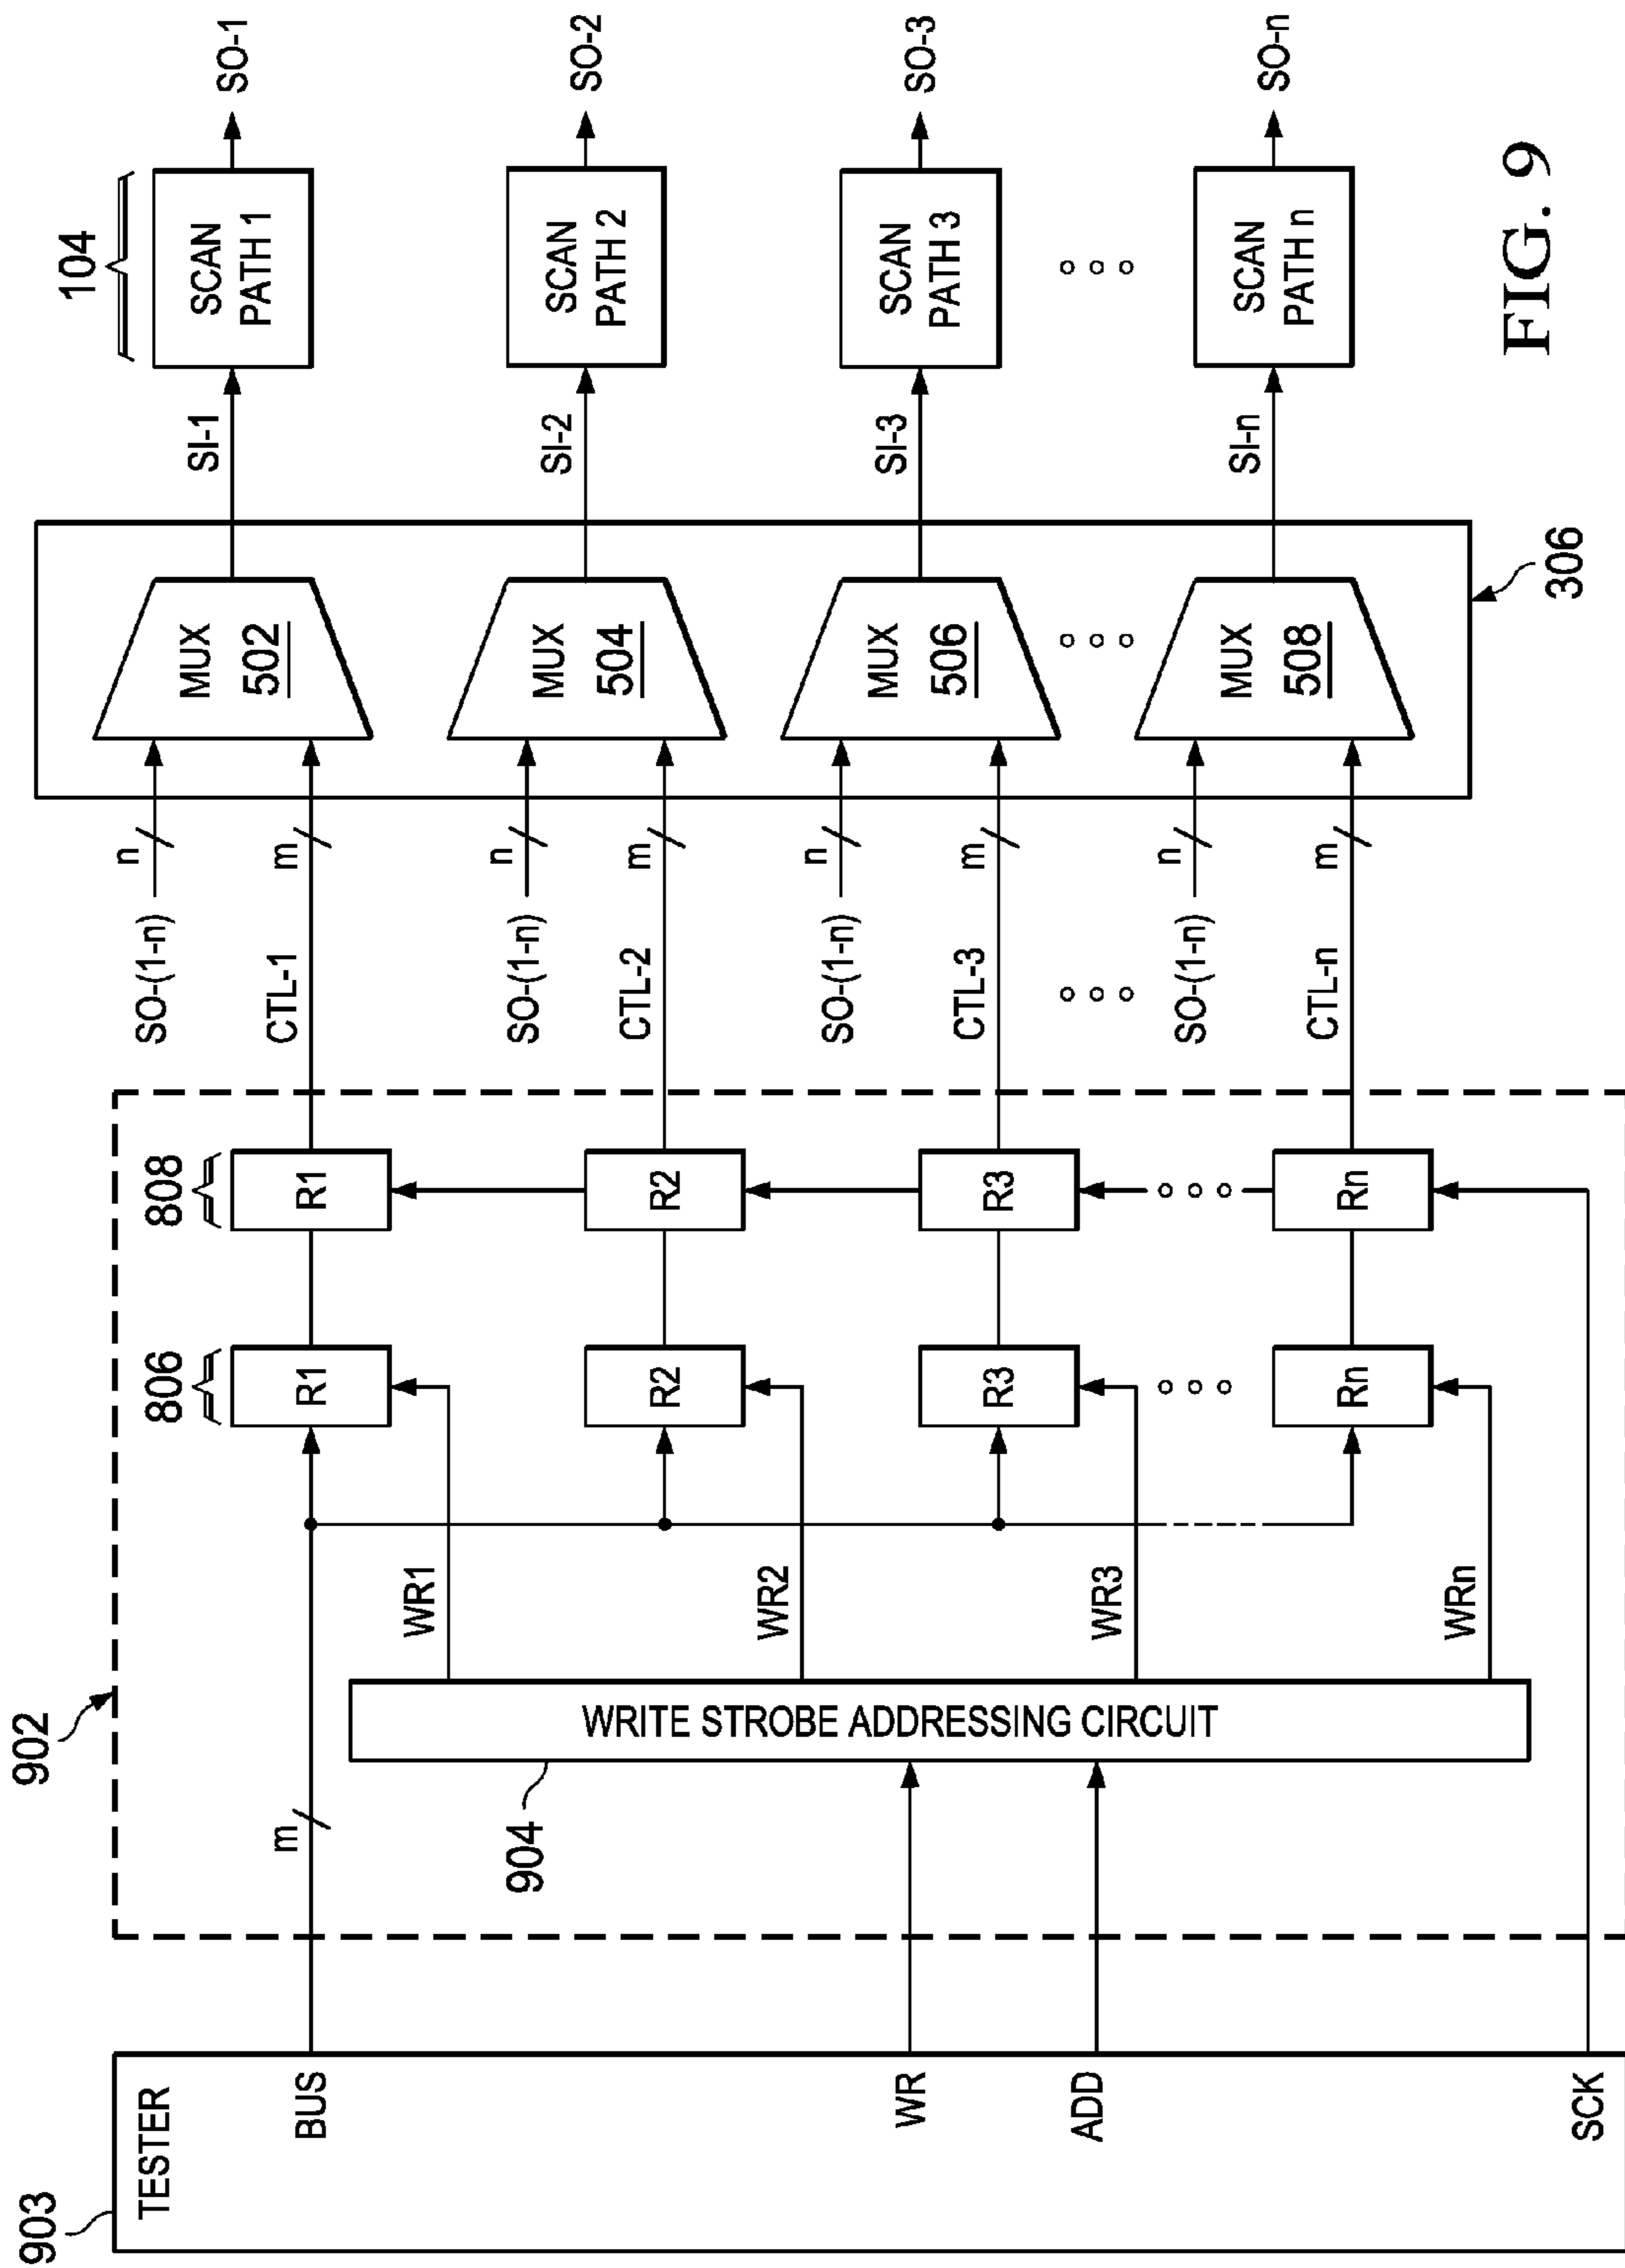 903
TESTER
BUS
WR
ADD
SCK
902
m
904
WRITE STROBE ADDRESSING CIRCUIT
WR1
WR2
WR3
WRn
806
R1
R2
R3
Rn
808
R1
R2
R3
Rn
SO-(1-n)
n
CTL-1
m
SO-(1-n)
n
CTL-2
m
SO-(1-n)
n
CTL-3
m
SO-(1-n)
n
CTL-n
m
MUX
502
MUX
504
MUX
506
MUX
508
306
SI-1
SI-2
SI-3
SI-n
104
SCAN
PATH 1
SCAN
PATH 2
SCAN
PATH 3
SCAN
PATH n
SO-1
SO-2
SO-3
SO-n
FIG. 9